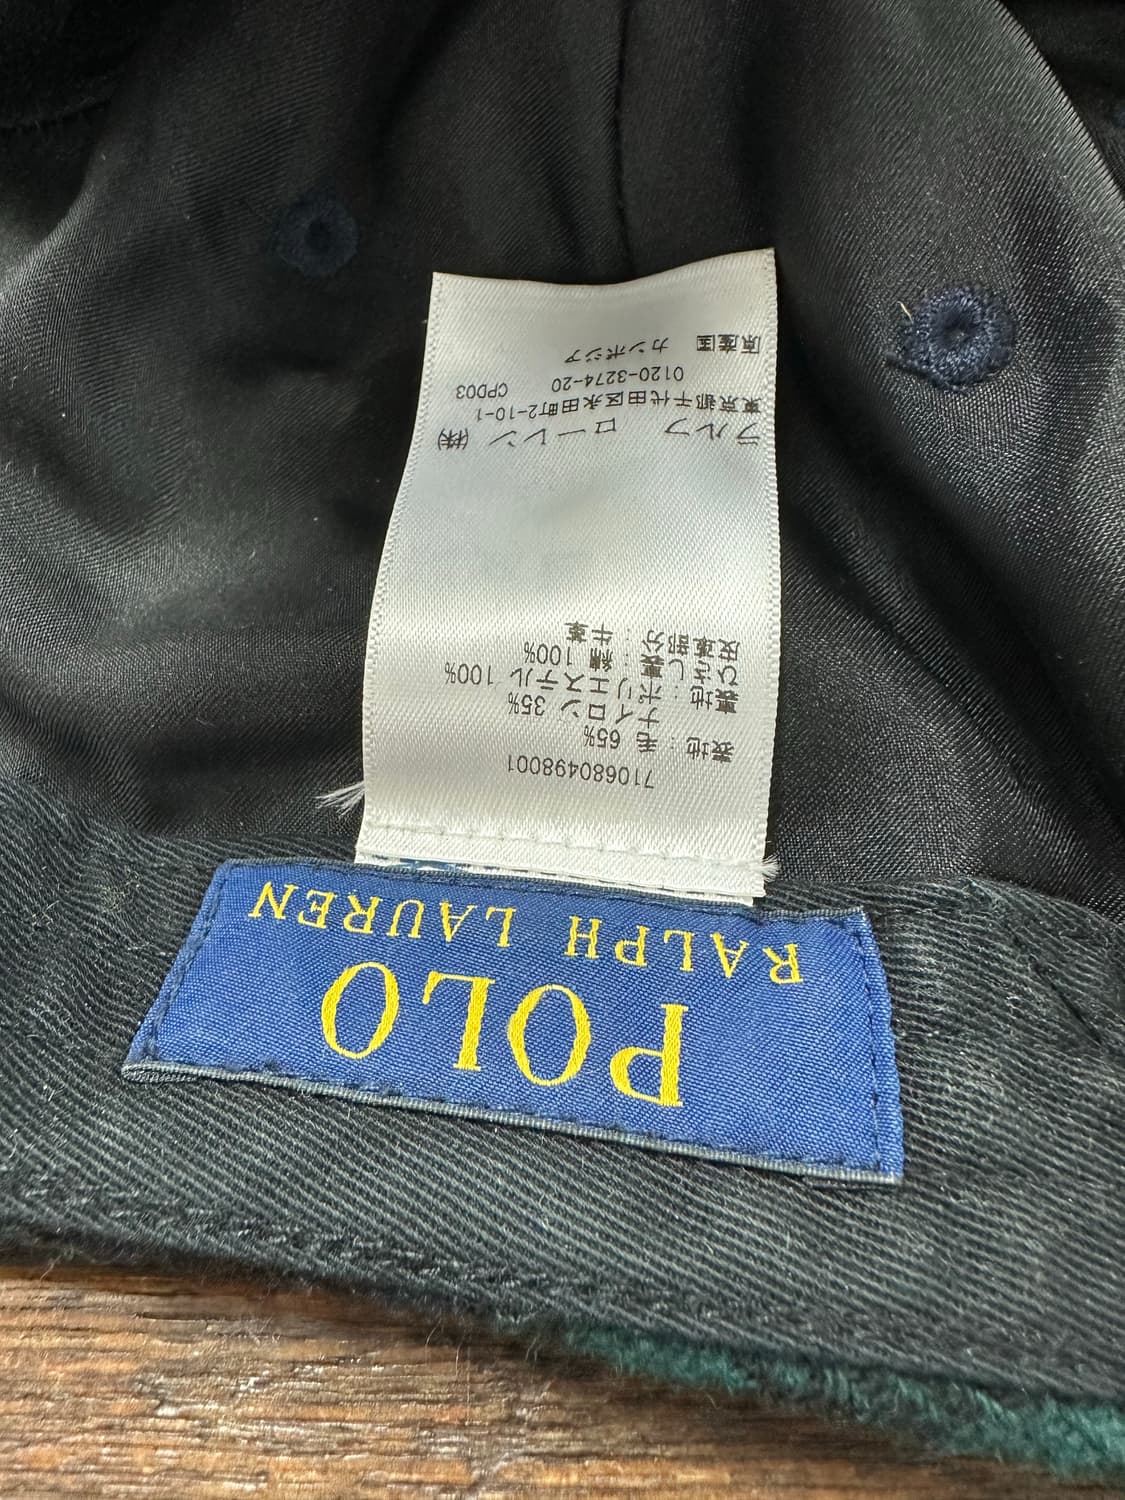 POLO
RALPH LAUREN
710680498001
表地 : 毛 65%
ナイロン 35%
裏地 : ポリエステル 100%
ひさし裏 : 綿 100%
皮革部分 : 牛革
ラルフ ローレン ㈱
東京都千代田区永田町2-10-1
0120-3274-20 CPD03
原産国 カンボジア